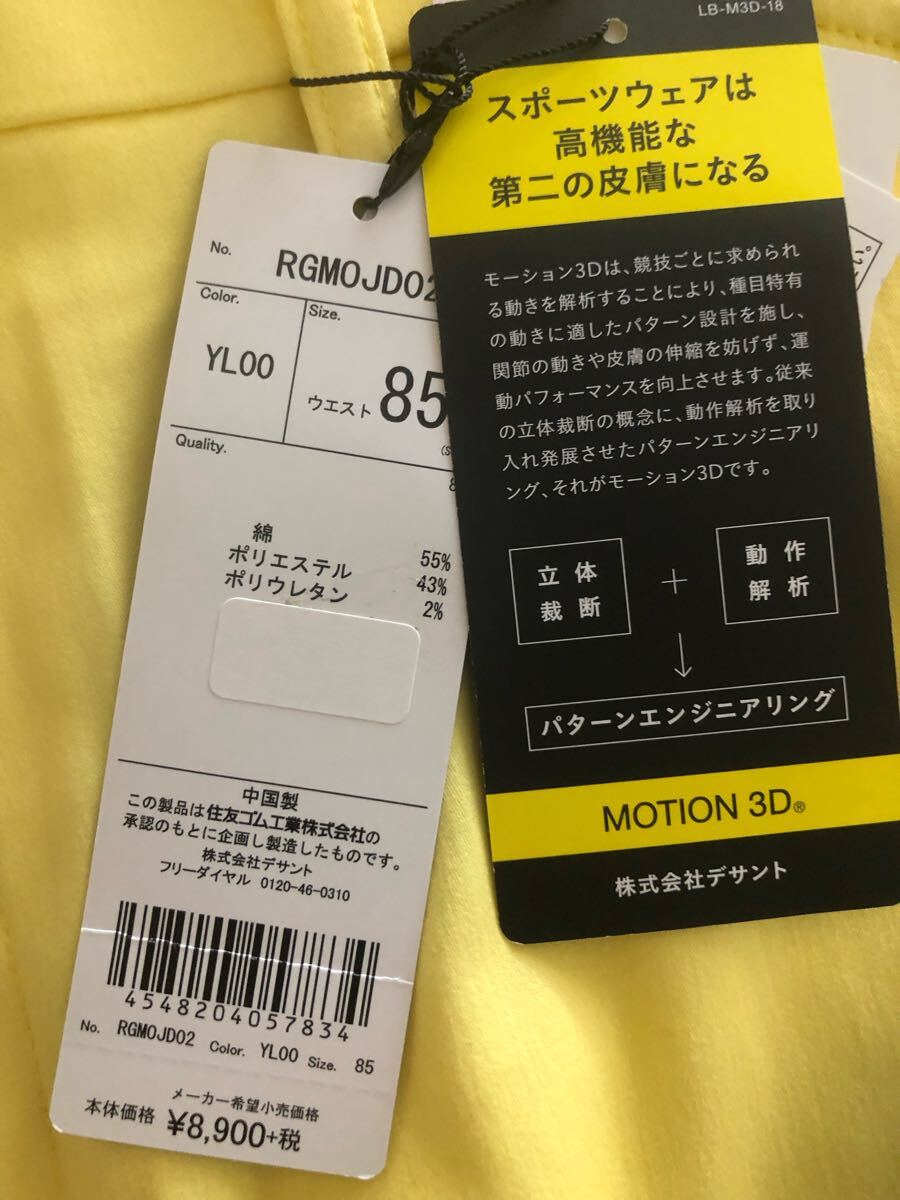 No.
RGMOJD02
Color.
Size.
YL00
ウエスト 85
Quality.
綿 55%
ポリエステル 43%
ポリウレタン 2%
中国製
この製品は住友ゴム工業株式会社の
承認のもとに企画し製造したものです。
株式会社デサント
フリーダイヤル 0120-46-0310
4548204057834
No. RGMOJD02 Color. YL00 Size. 85
メーカー希望小売価格
本体価格 ¥8,900+税
LB-M3D-18
スポーツウェアは
高機能な
第二の皮膚になる
モーション3Dは、競技ごとに求められ
る動きを解析することにより、種目特有
の動きに適したパターン設計を施し、
関節の動きや皮膚の伸縮を妨げず、運
動パフォーマンスを向上させます。従来
の立体裁断の概念に、動作解析を取り
入れ発展させたパターンエンジニアリ
ング、それがモーション3Dです。
立体
裁断
+
動作
解析
パターンエンジニアリング
MOTION 3D®
株式会社デサント